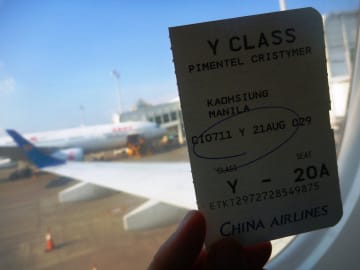 Y CLASS
PIMENTEL CRISTYMER
KAOHSIUNG
MANILA
CI0711 Y 21AUG 029
CLASS SEAT
Y - 20A
ETKT2972728549875
CHINA AIRLINES